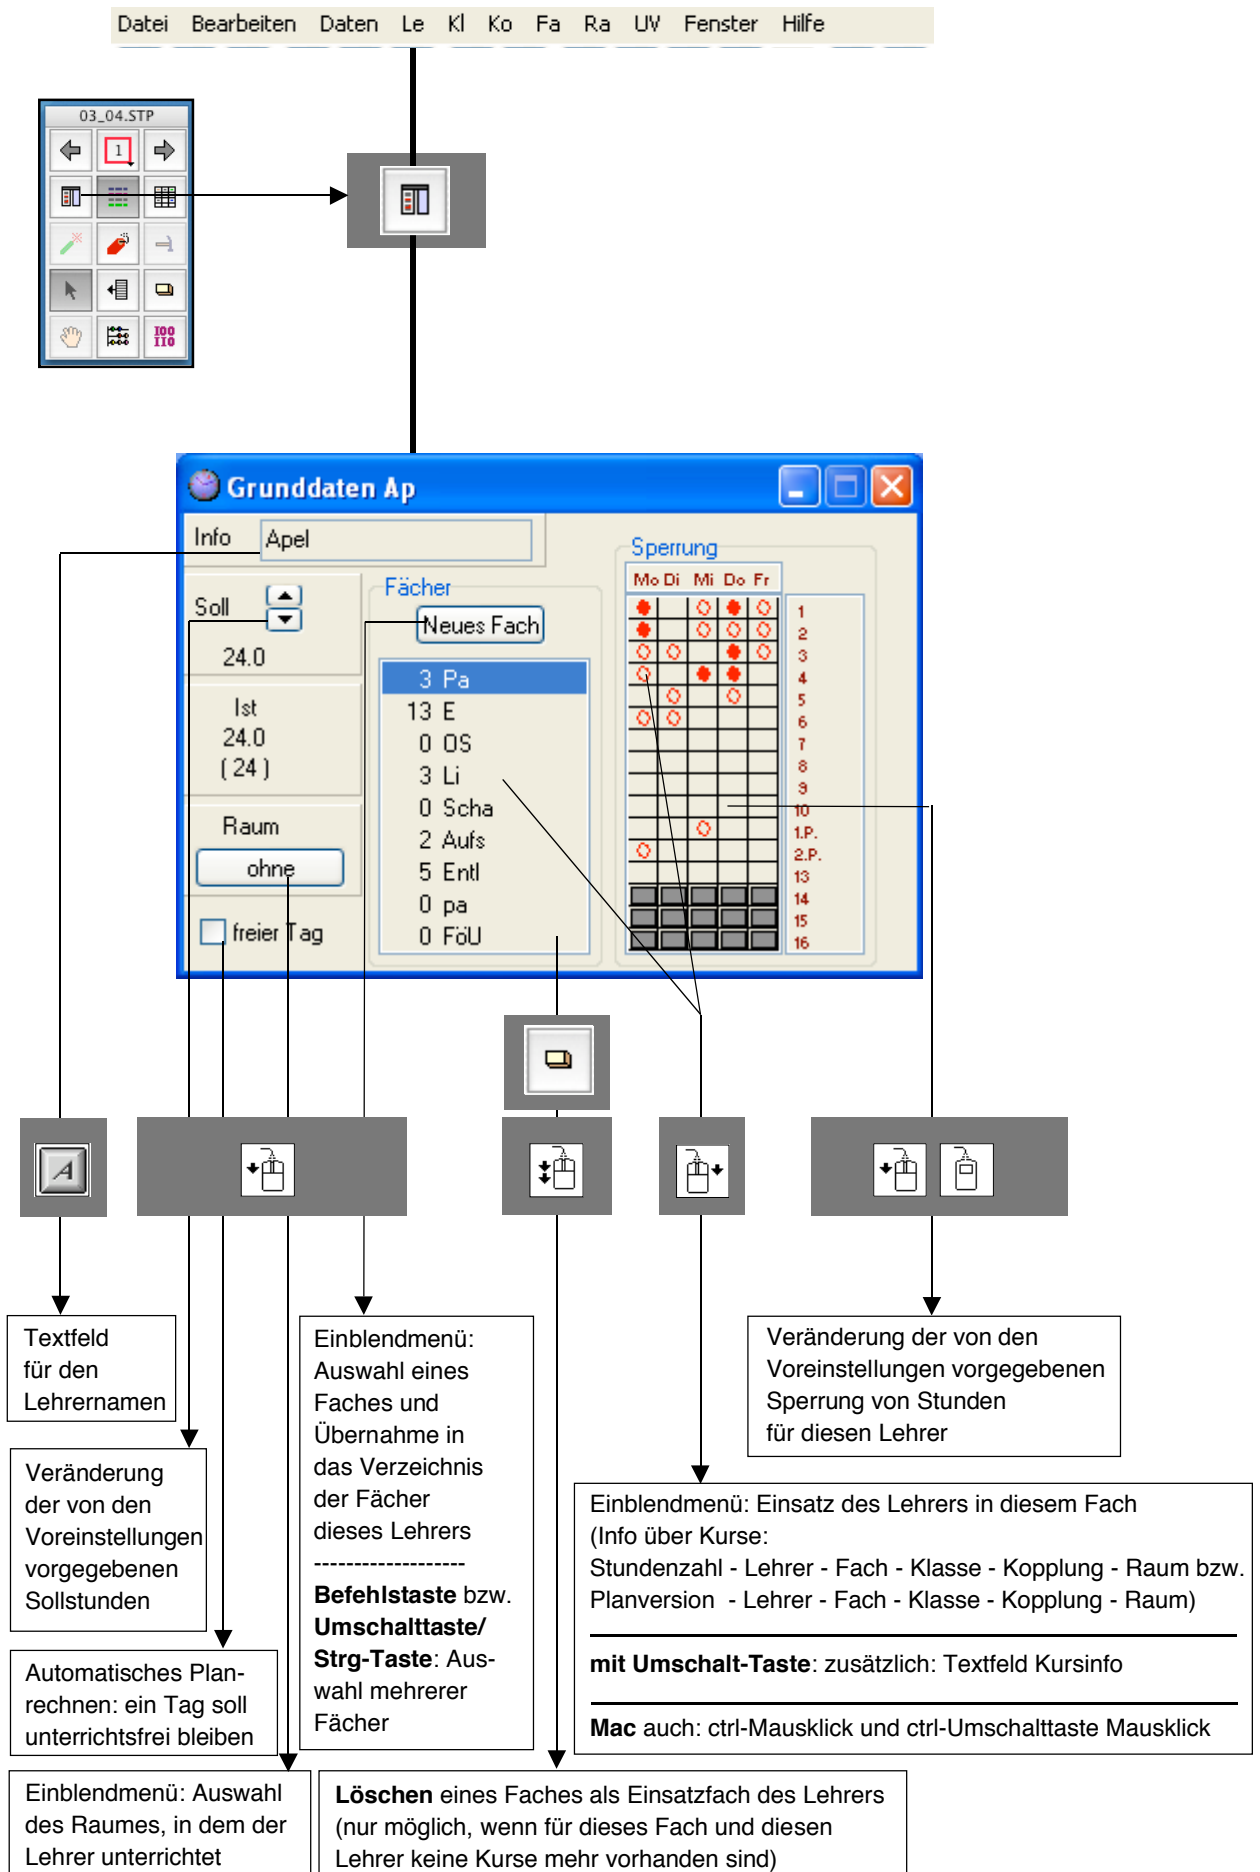 Datei Bearbeiten Daten Le Kl Ko Fa Ra UV Fenster Hilfe
03_04.STP
1
I00
II0
Grunddaten Ap
Info Apel
Soll
24.0
Ist
24.0
( 24 )
Raum
ohne
freier Tag
Fächer
Neues Fach
3 Pa
13 E
0 OS
3 Li
0 Scha
2 Aufs
5 Entl
0 pa
0 FöU
Sperrung
Mo Di Mi Do Fr
1
2
3
4
5
6
7
8
9
10
1.P.
2.P.
13
14
15
16
A
Textfeld
für den
Lehrernamen
Veränderung
der von den
Voreinstellungen
vorgegebenen
Sollstunden
Automatisches Plan-
rechnen: ein Tag soll
unterrichtsfrei bleiben
Einblendmenü: Auswahl
des Raumes, in dem der
Lehrer unterrichtet
Einblendmenü:
Auswahl eines
Faches und
Übernahme in
das Verzeichnis
der Fächer
dieses Lehrers
-------------------
Befehlstaste bzw.
Umschalttaste/
Strg-Taste: Aus-
wahl mehrerer
Fächer
Löschen eines Faches als Einsatzfach des Lehrers
(nur möglich, wenn für dieses Fach und diesen
Lehrer keine Kurse mehr vorhanden sind)
Veränderung der von den
Voreinstellungen vorgegebenen
Sperrung von Stunden
für diesen Lehrer
Einblendmenü: Einsatz des Lehrers in diesem Fach
(Info über Kurse:
Stundenzahl - Lehrer - Fach - Klasse - Kopplung - Raum bzw.
Planversion - Lehrer - Fach - Klasse - Kopplung - Raum)
mit Umschalt-Taste: zusätzlich: Textfeld Kursinfo
Mac auch: ctrl-Mausklick und ctrl-Umschalttaste Mausklick